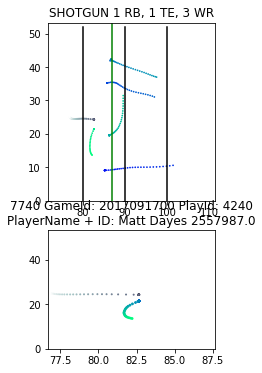 SHOTGUN 1 RB, 1 TE, 3 WR
50
40
30
20
10
0
80 90 100 110
7740 GameId: 2017091700 PlayId: 4240
PlayerName + ID: Matt Dayes 2557987.0
40
20
0
77.5 80.0 82.5 85.0 87.5